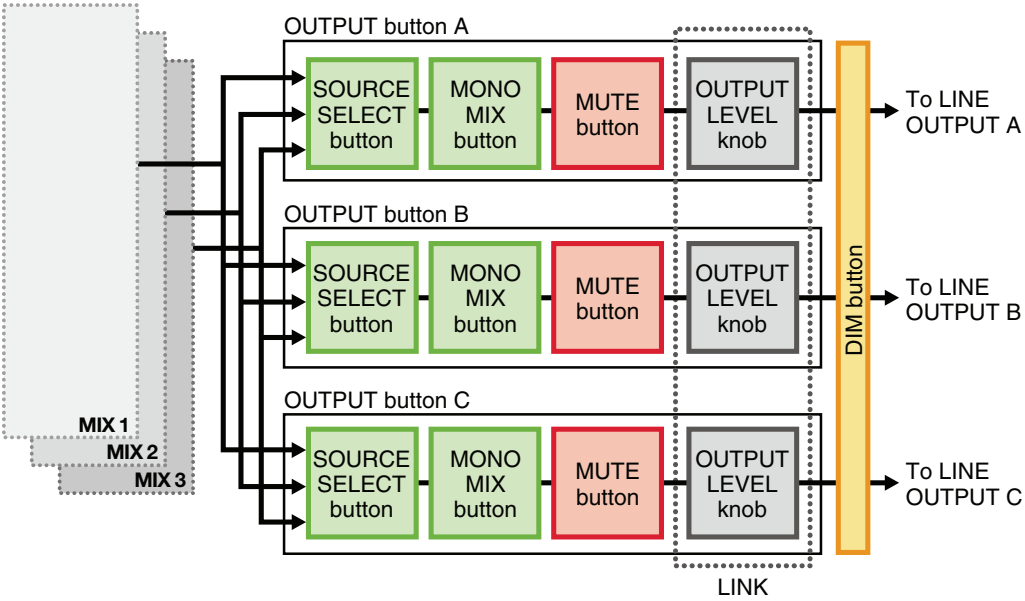 OUTPUT button A
SOURCE
SELECT
button
MONO
MIX
button
MUTE
button
OUTPUT
LEVEL
knob
To LINE
OUTPUT A
OUTPUT button B
SOURCE
SELECT
button
MONO
MIX
button
MUTE
button
OUTPUT
LEVEL
knob
To LINE
OUTPUT B
DIM button
OUTPUT button C
SOURCE
SELECT
button
MONO
MIX
button
MUTE
button
OUTPUT
LEVEL
knob
To LINE
OUTPUT C
MIX 1
MIX 2
MIX 3
LINK